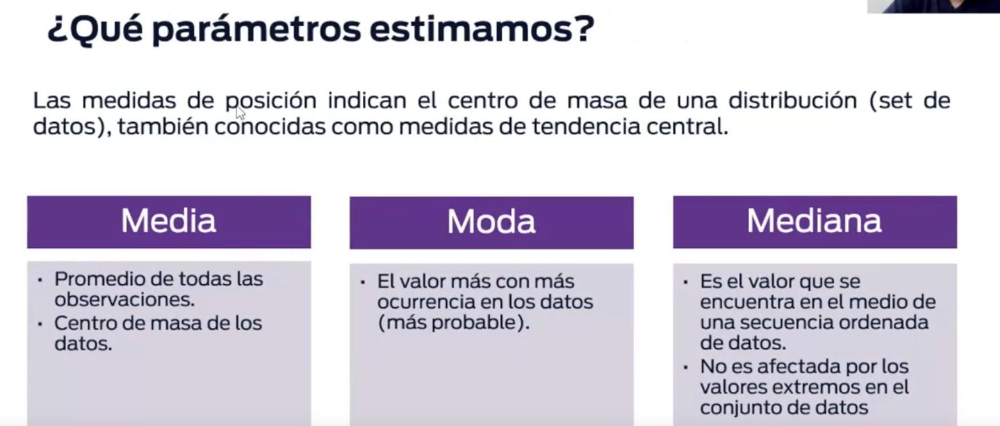 ¿Qué parámetros estimamos?
Las medidas de posición indican el centro de masa de una distribución (set de
datos), también conocidas como medidas de tendencia central.
Media
· Promedio de todas las
observaciones.
· Centro de masa de los
datos.
Moda
· El valor más con más
ocurrencia en los datos
(más probable).
Mediana
· Es el valor que se
encuentra en el medio de
una secuencia ordenada
de datos.
· No es afectada por los
valores extremos en el
conjunto de datos